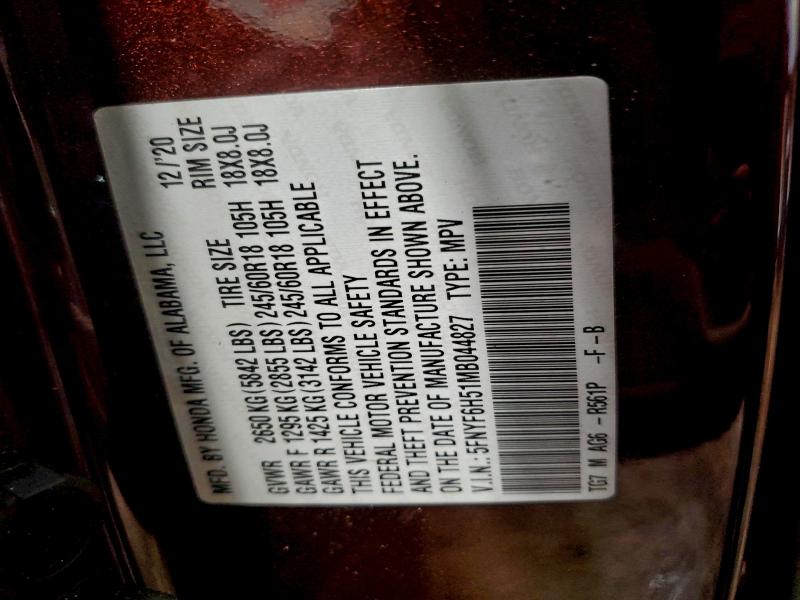 MFD. BY HONDA MFG. OF ALABAMA, LLC 12/'20
GVWR 2650 KG (5842 LBS) TIRE SIZE RIM SIZE
GAWR F 1295 KG (2855 LBS) 245/60R18 105H 18X8.0J
GAWR R 1425 KG (3142 LBS) 245/60R18 105H 18X8.0J
THIS VEHICLE CONFORMS TO ALL APPLICABLE
FEDERAL MOTOR VEHICLE SAFETY
AND THEFT PREVENTION STANDARDS IN EFFECT
ON THE DATE OF MANUFACTURE SHOWN ABOVE.
V.I.N.: 5FNYF6H51MB044827 TYPE: MPV
TG7 M AG6 -R561P -F -B